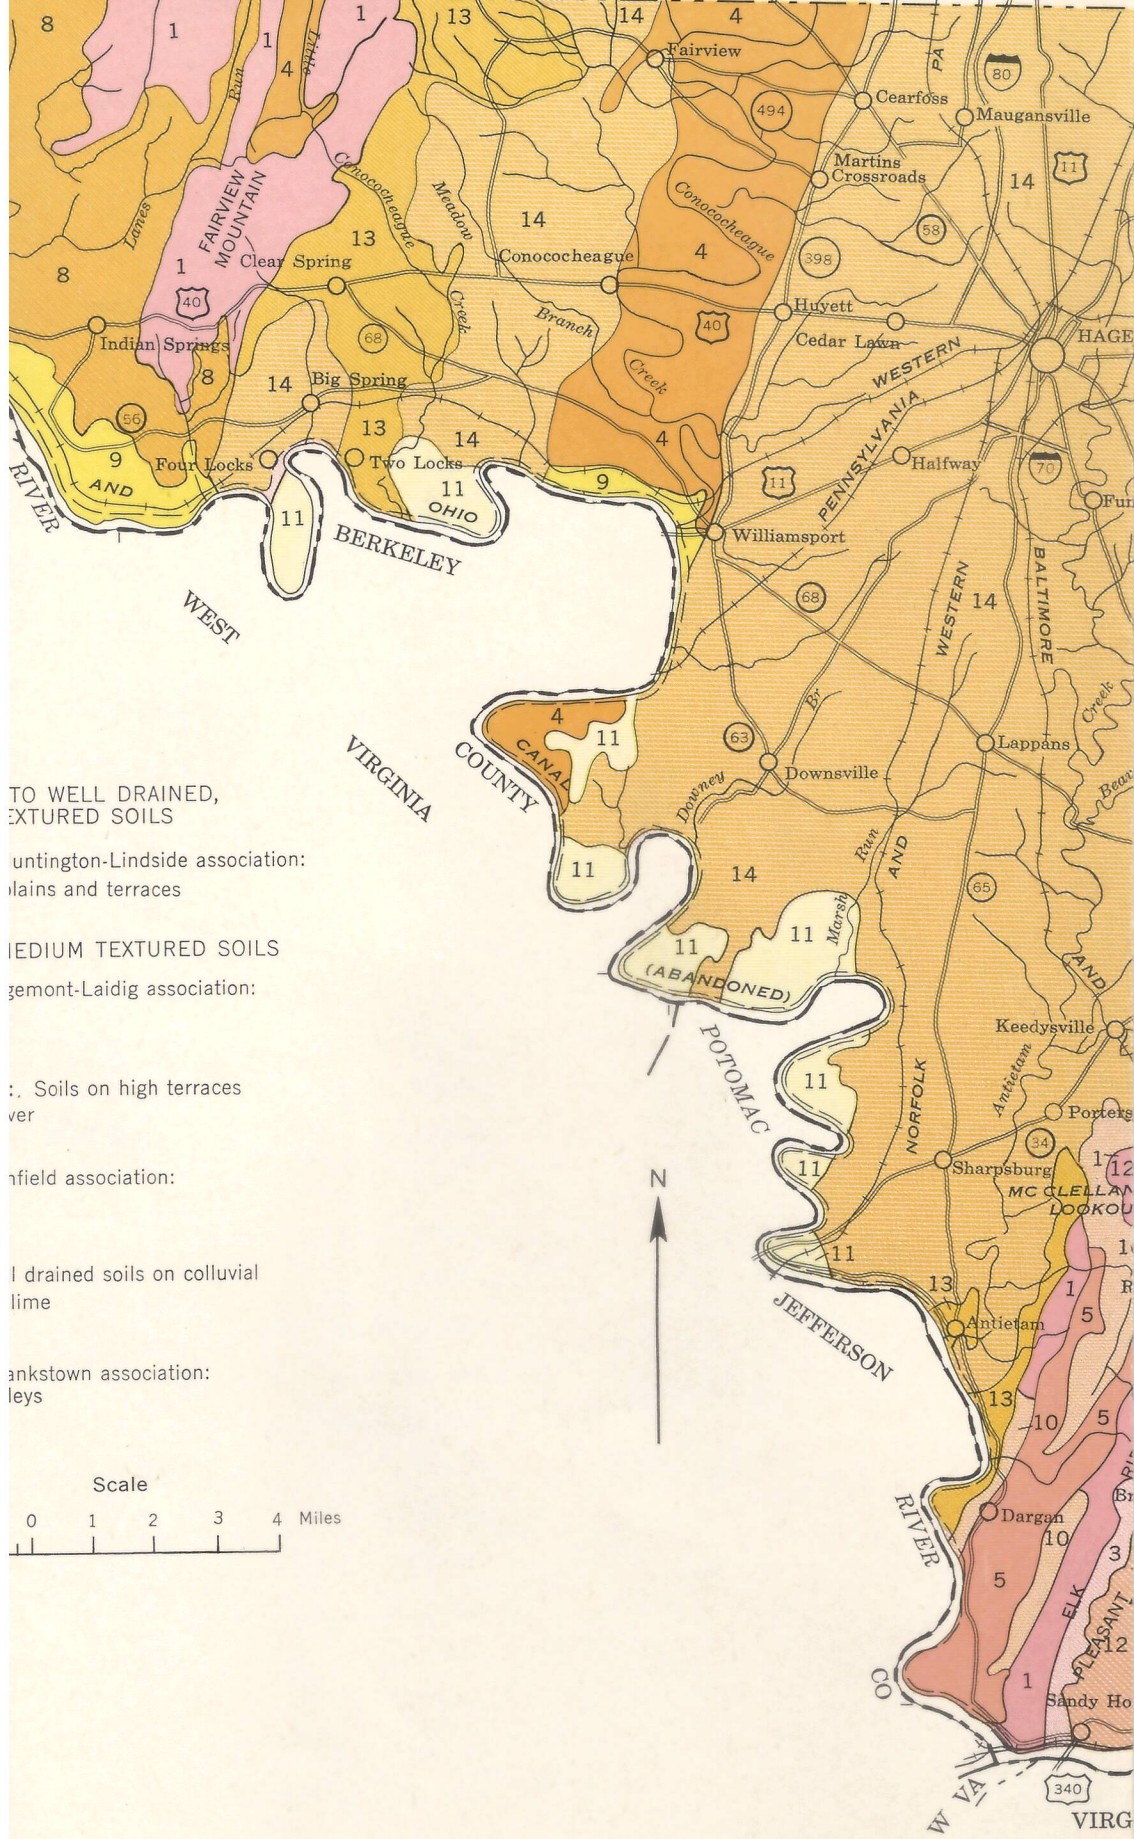 8
1
1
4
Little
1
13
14
4
Fairview
PA
80
Run
494
Cearfoss
Maugansville
Martins
Crossroads
11
14
Conococheague
Meadow
Conococheague
FAIRVIEW
MOUNTAIN
Lanes
14
58
13
4
398
8
1
Clear Spring
Conococheague
40
Creek
Branch
Huyett
Indian Springs
68
40
Cedar Lawn
HAGE
WESTERN
8
14
Big Spring
Creek
PENNSYLVANIA
56
13
14
4
9
Four Locks
Two Locks
Halfway
70
AND
11
OHIO
9
11
Fun
RIVER
11
BERKELEY
Williamsport
WEST
68
WESTERN
14
BALTIMORE
Br
Creek
4
11
63
Lappans
VIRGINIA
COUNTY
CANAL
Downsville
Downey
Beav
TO WELL DRAINED,
EXTURED SOILS
untington-Lindside association:
plains and terraces
Run
AND
11
14
65
MEDIUM TEXTURED SOILS
11
11
Marsh
gemont-Laidig association:
(ABANDONED)
AND
POTOMAC
Keedysville
:. Soils on high terraces
ver
11
NORFOLK
Antietam
Porters
34
nfield association:
N
11
Sharpsburg
1
12
MC CLELLAN
LOOKOU
l drained soils on colluvial
lime
11
13
1
JEFFERSON
Antietam
5
ankstown association:
leys
13
10
5
Scale
0 1 2 3 4 Miles
RIVER
Dargan
10
Br
3
5
ELK
PLEASANT
12
CO
1
Sandy Ho
W VA
340
VIRG